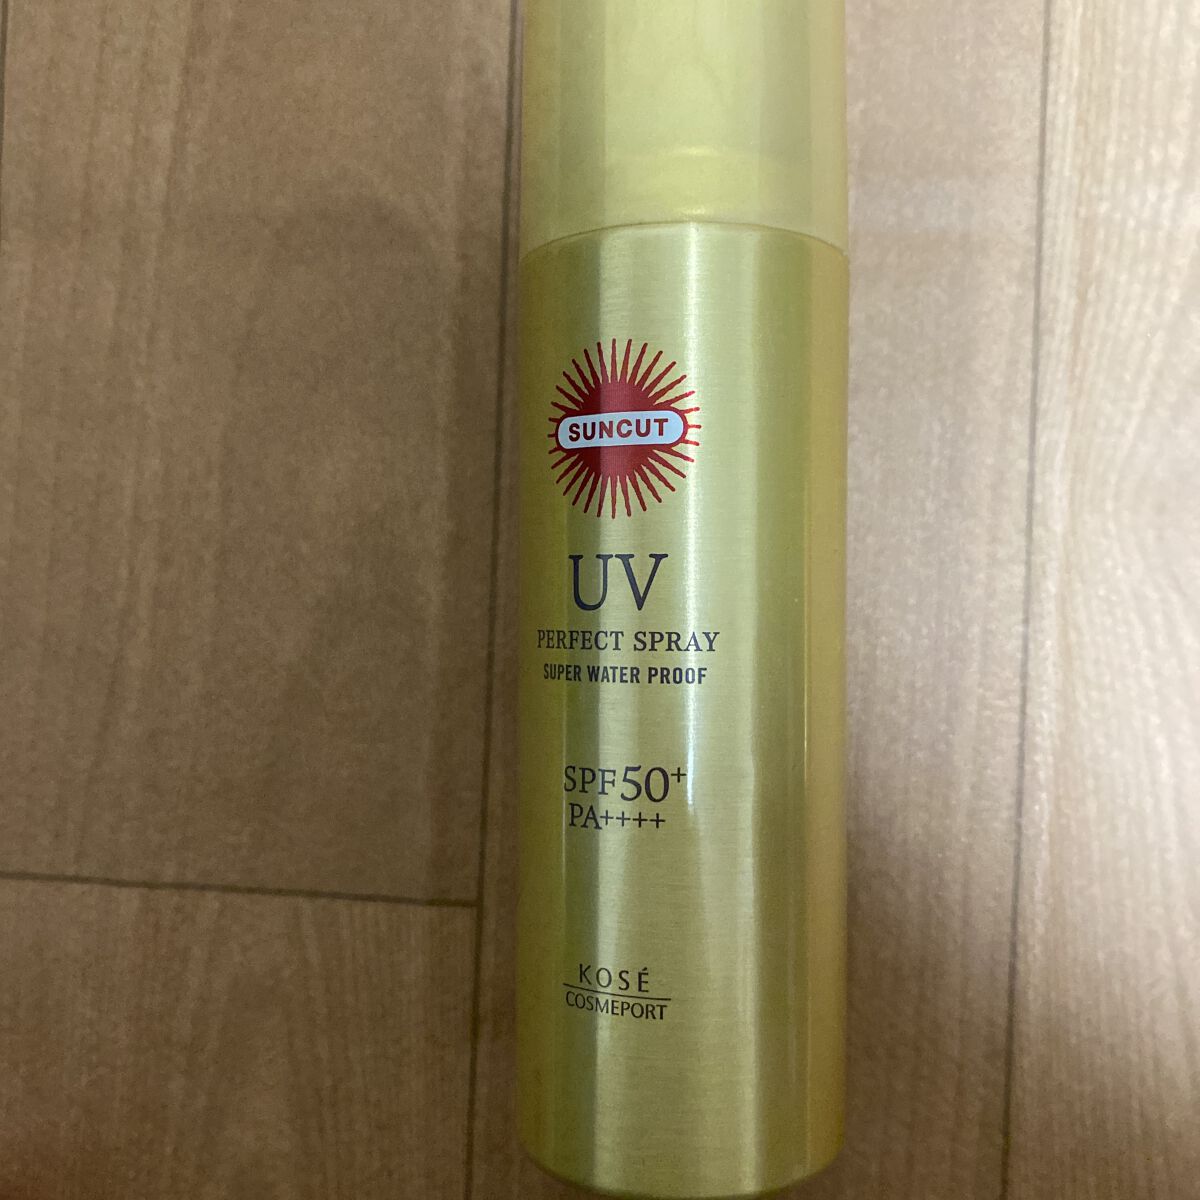 SUNCUT
UV
PERFECT SPRAY
SUPER WATER PROOF
SPF50+
PA++++
KOSÉ
COSMEPORT